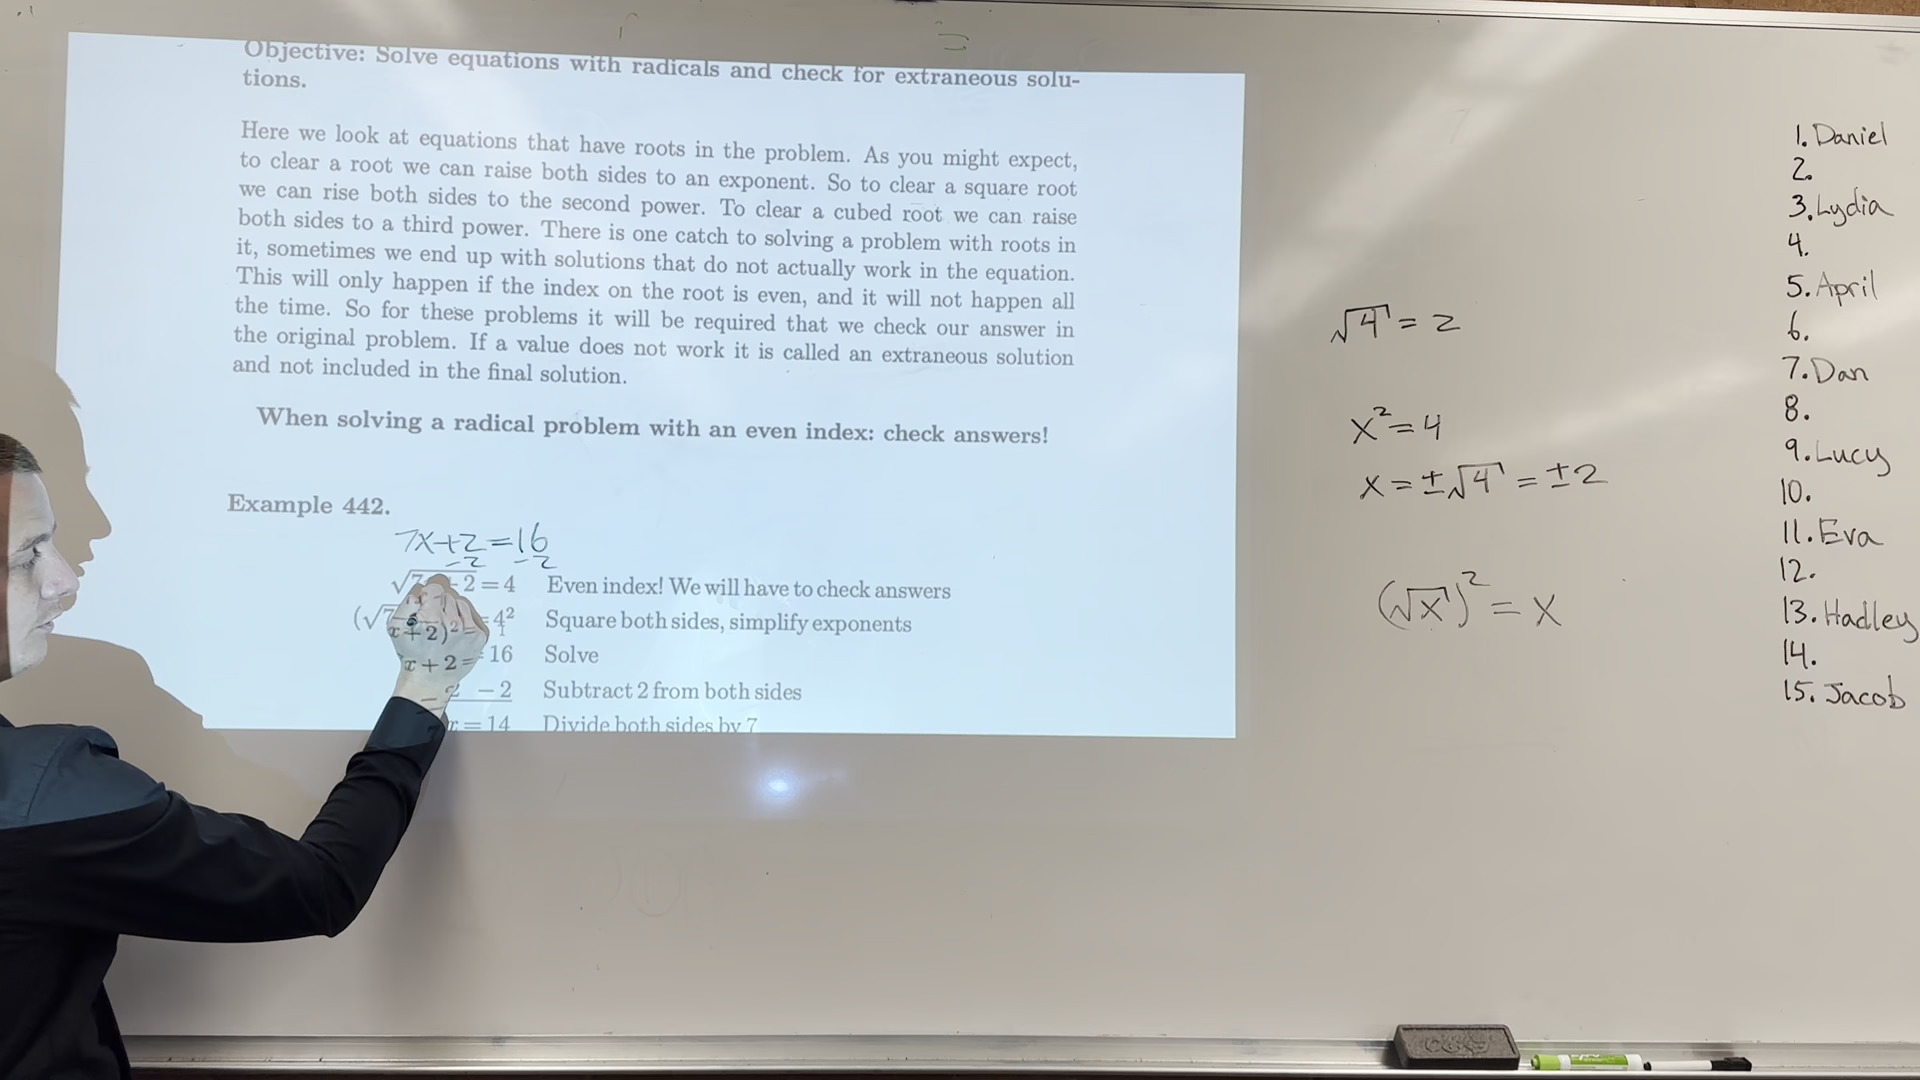 Objective: Solve equations with radicals and check for extraneous solu-
tions.
Here we look at equations that have roots in the problem. As you might expect,
to clear a root we can raise both sides to an exponent. So to clear a square root
we can rise both sides to the second power. To clear a cubed root we can raise
both sides to a third power. There is one catch to solving a problem with roots in
it, sometimes we end up with solutions that do not actually work in the equation.
This will only happen if the index on the root is even, and it will not happen all
the time. So for these problems it will be required that we check our answer in
the original problem. If a value does not work it is called an extraneous solution
and not included in the final solution.
When solving a radical problem with an even index: check answers!
Example 442.
7x+2=16
-2 -2
2 = 4 Even index! We will have to check answers
x + 2)² = 4² Square both sides, simplify exponents
x + 2 = 16 Solve
− 2 − 2 Subtract 2 from both sides
x = 14 Divide both sides by 7
√4 = 2
x² = 4
x = ±√4 = ±2
(√x)² = x
1. Daniel
2.
3. Lydia
4.
5. April
6.
7. Dan
8.
9. Lucy
10.
11. Eva
12.
13. Hadley
14.
15. Jacob